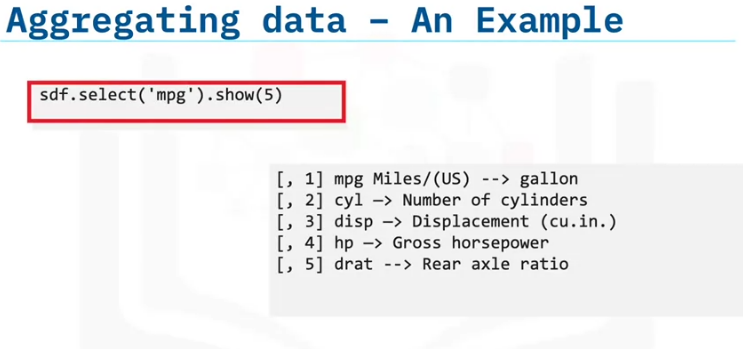 Aggregating data – An Example
sdf.select('mpg').show(5)
[, 1] mpg Miles/(US) --> gallon
[, 2] cyl —> Number of cylinders
[, 3] disp —> Displacement (cu.in.)
[, 4] hp —> Gross horsepower
[, 5] drat --> Rear axle ratio